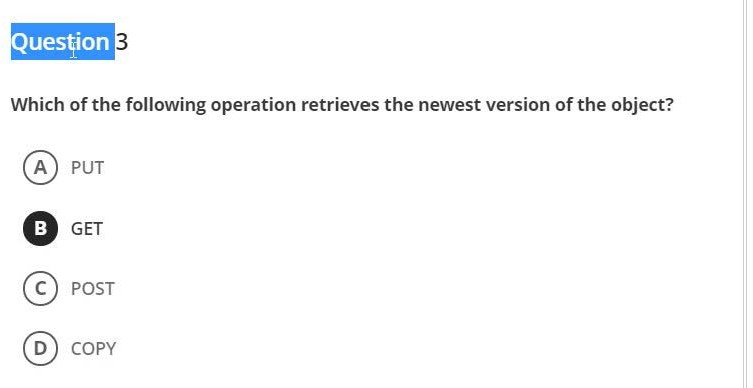 Question 3
Which of the following operation retrieves the newest version of the object?
A PUT
B GET
C POST
D COPY